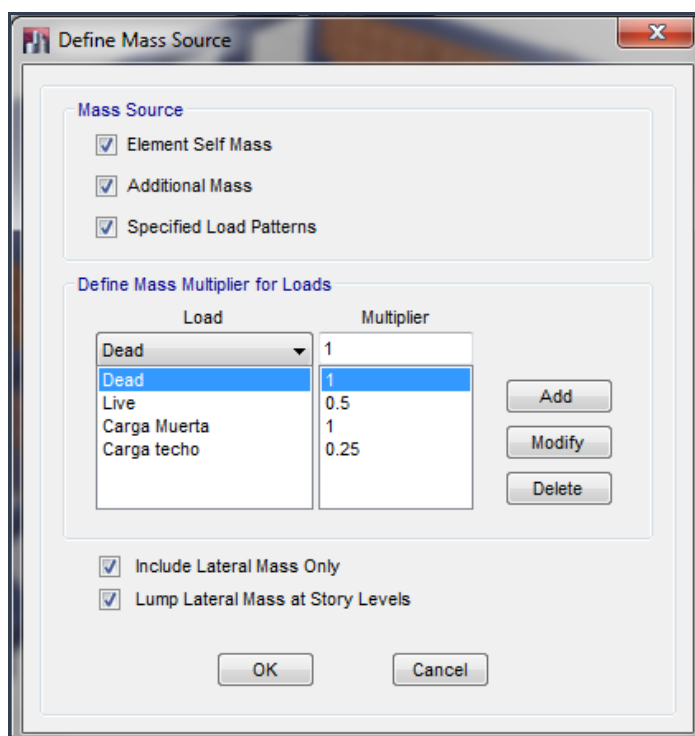 Define Mass Source
Mass Source
Element Self Mass
Additional Mass
Specified Load Patterns
Define Mass Multiplier for Loads
Load Multiplier
Dead 1
Dead 1
Live 0.5
Carga Muerta 1
Carga techo 0.25
Add
Modify
Delete
Include Lateral Mass Only
Lump Lateral Mass at Story Levels
OK Cancel